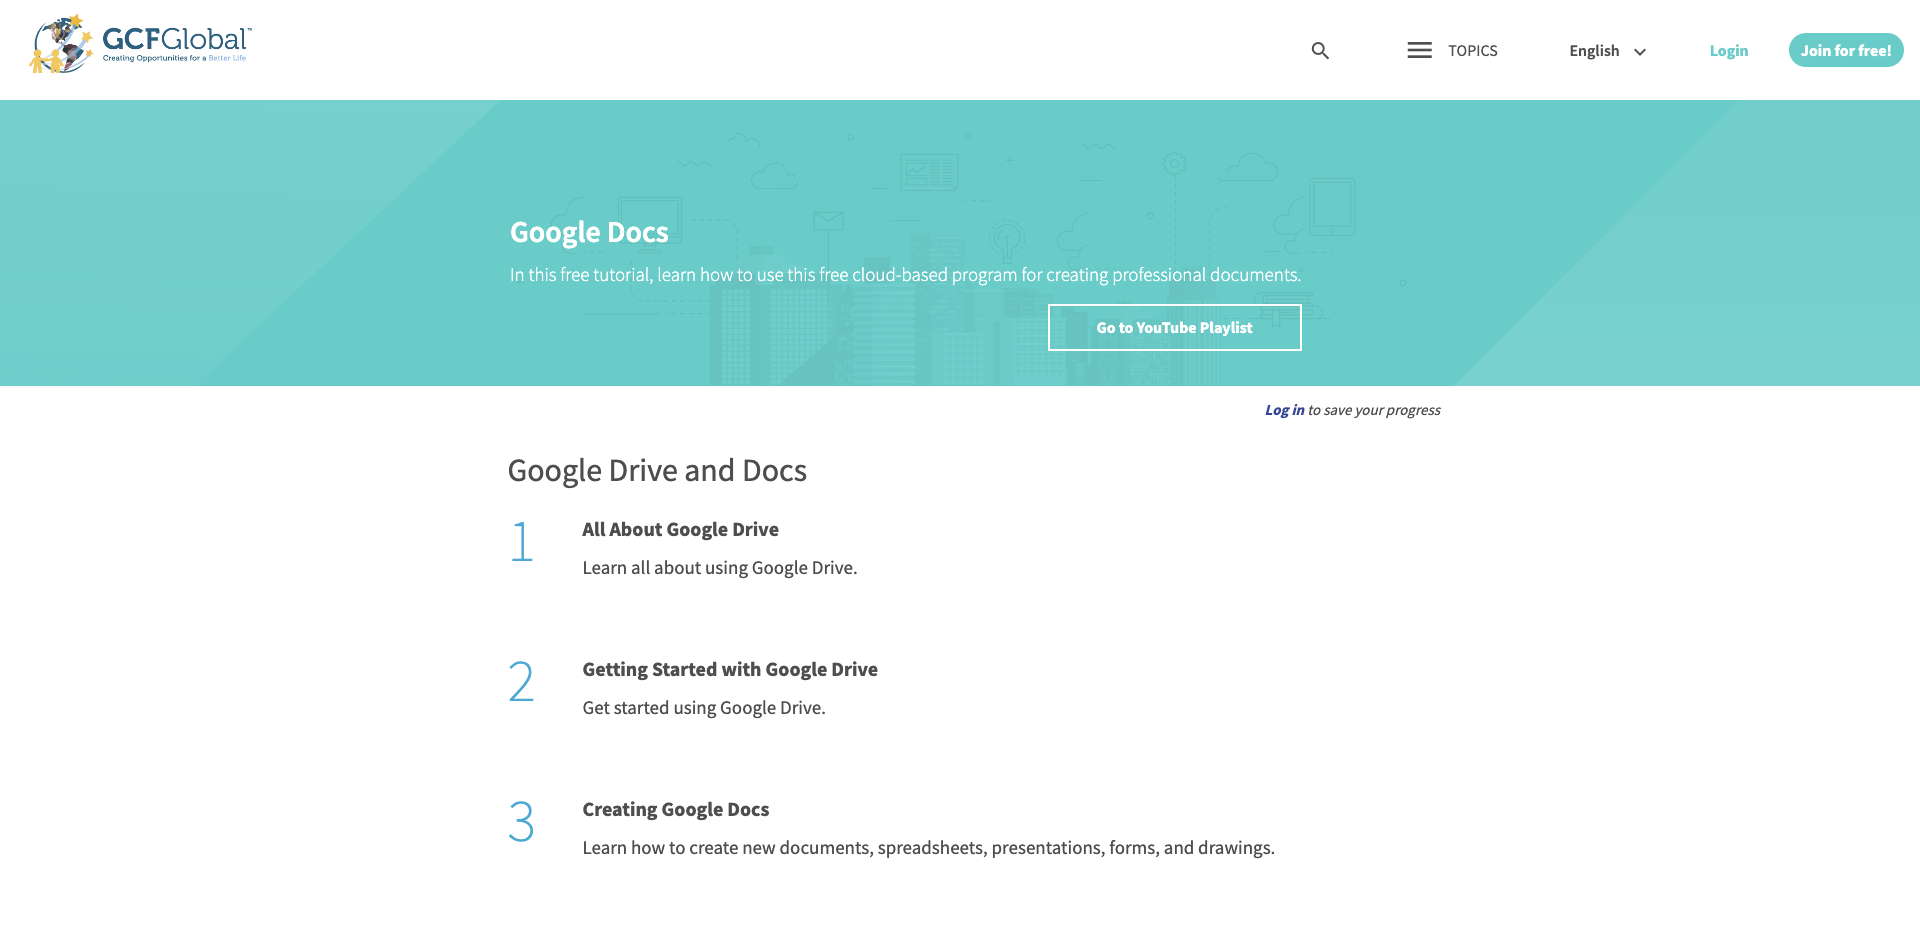 GCFGlobal™
Creating Opportunities for a Better Life
TOPICS
English
Login
Join for free!
Google Docs
In this free tutorial, learn how to use this free cloud-based program for creating professional documents.
Go to YouTube Playlist
Log in to save your progress
Google Drive and Docs
1
All About Google Drive
Learn all about using Google Drive.
2
Getting Started with Google Drive
Get started using Google Drive.
3
Creating Google Docs
Learn how to create new documents, spreadsheets, presentations, forms, and drawings.